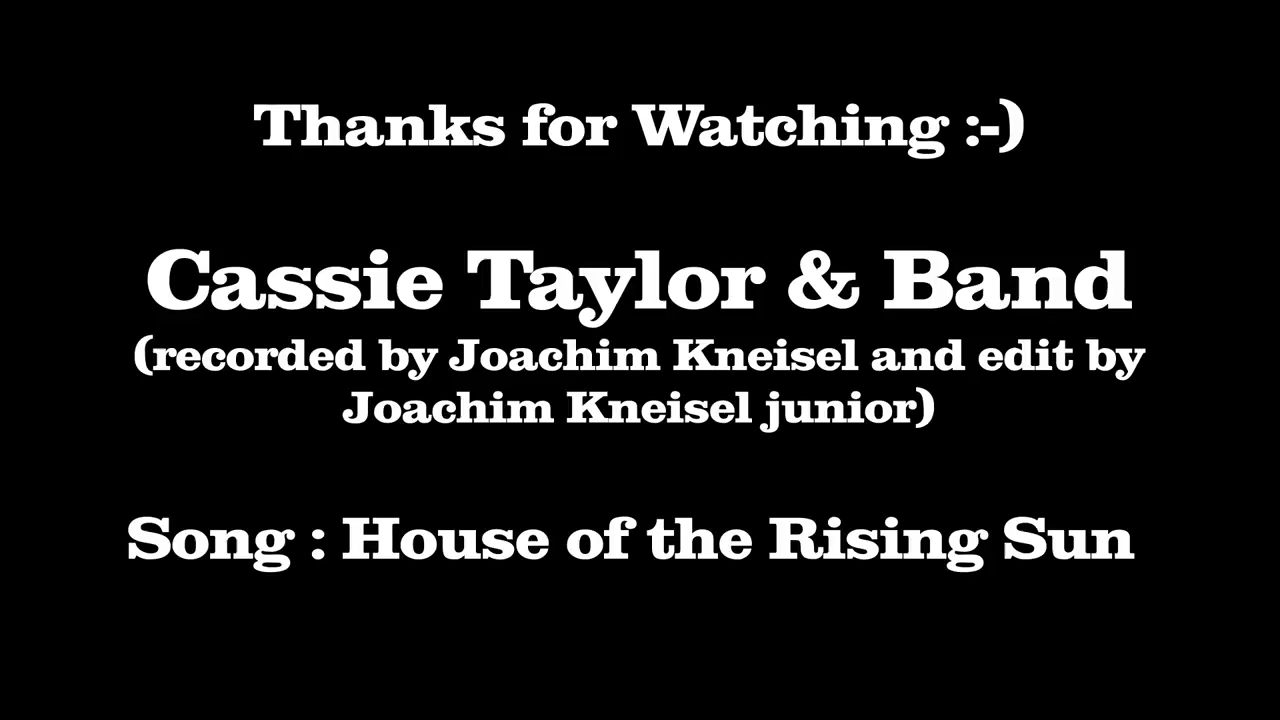 Thanks for Watching :-)
Cassie Taylor & Band
(recorded by Joachim Kneisel and edit by
Joachim Kneisel junior)
Song : House of the Rising Sun